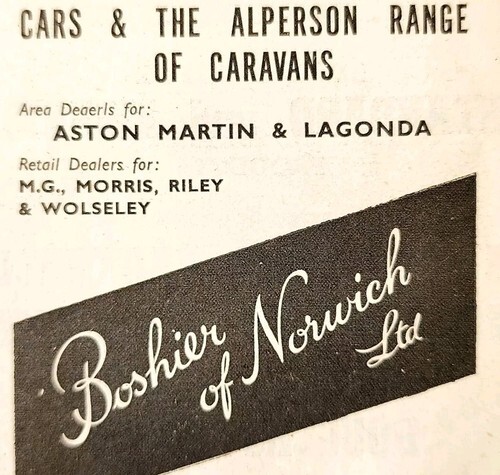 CARS & THE ALPERSON RANGE
OF CARAVANS
Area Deaerls for:
ASTON MARTIN & LAGONDA
Retail Dealers for:
M.G., MORRIS, RILEY
& WOLSELEY
Boshier
of Norwich
Ltd